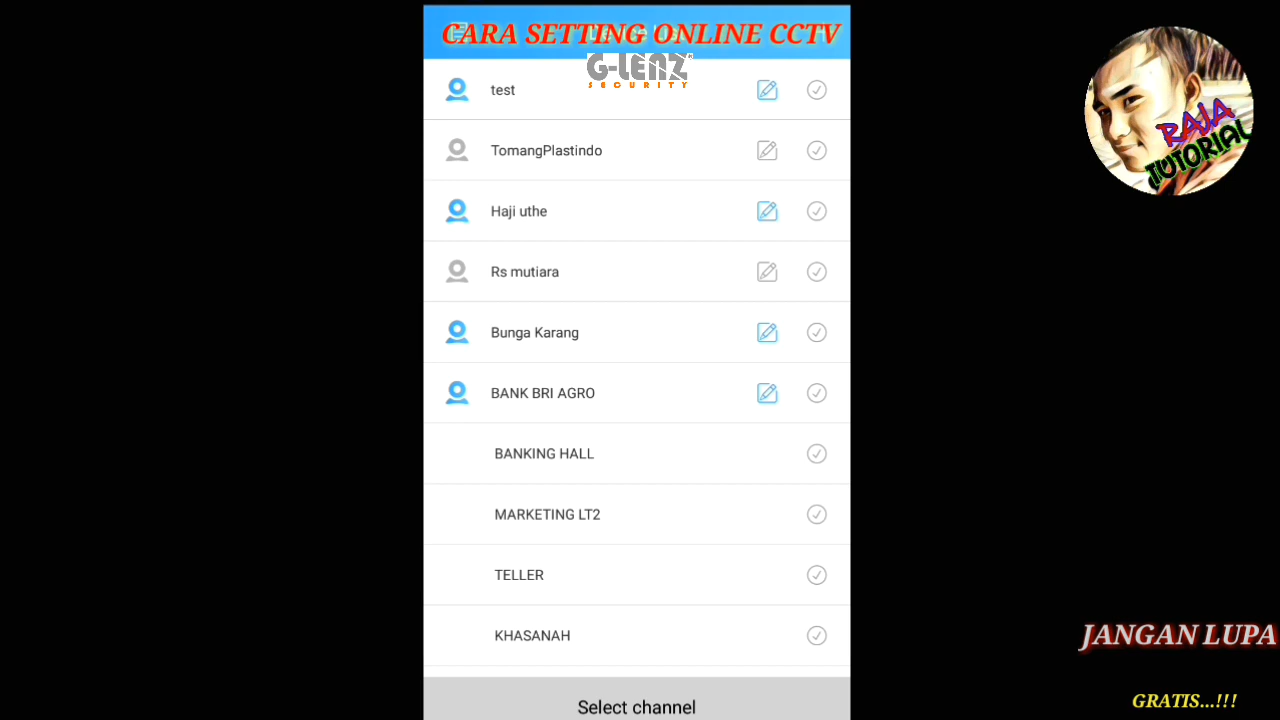 CARA SETTING ONLINE CCTV
G-LENZ
SECURITY
test
TomangPlastindo
Haji uthe
Rs mutiara
Bunga Karang
BANK BRI AGRO
BANKING HALL
MARKETING LT2
TELLER
KHASANAH
Select channel
RAJA
TUTORIAL
JANGAN LUPA
GRATIS...!!!